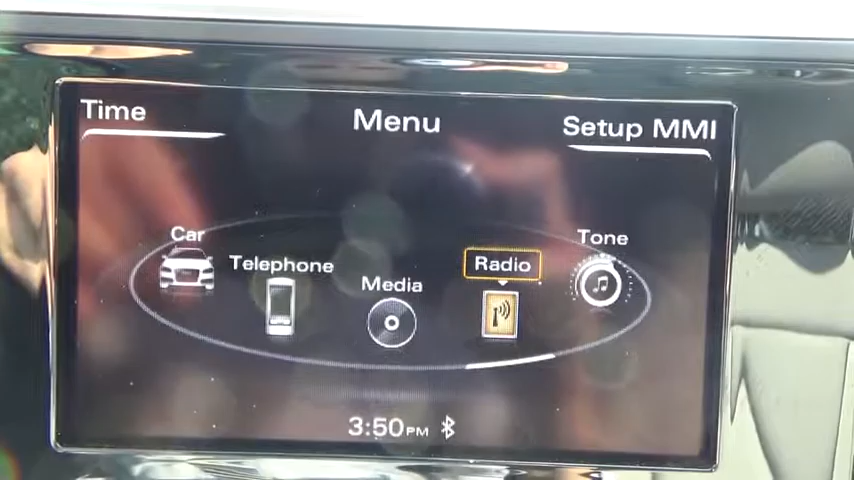 Time
Menu
Setup MMI
Car
Telephone
Media
Radio
Tone
3:50PM